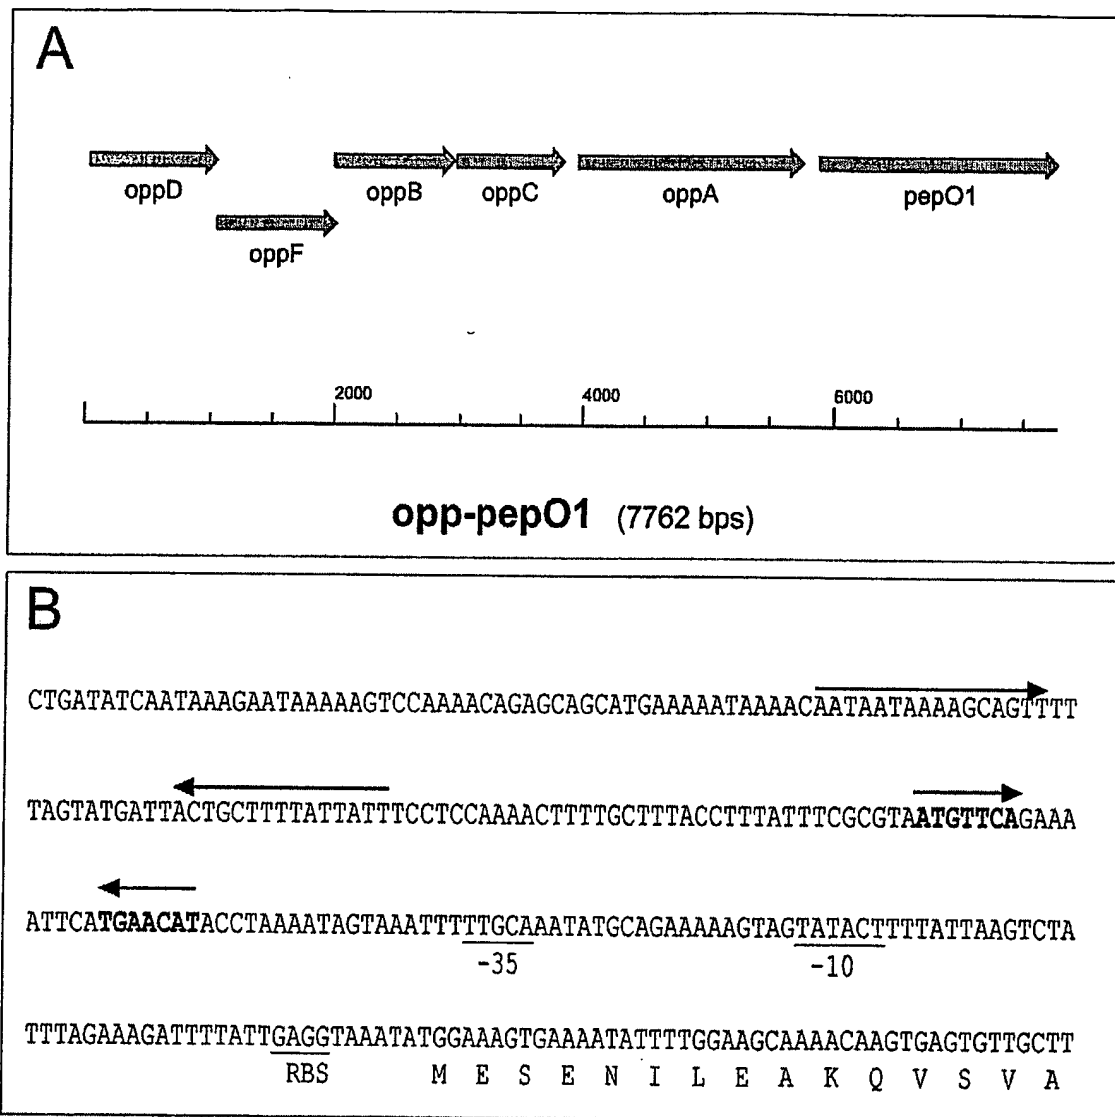 A
oppD oppB oppC oppA pepO1
oppF
2000 4000 6000
opp-pepO1 (7762 bps)
B
CTGATATCAATAAAGAATAAAAAGTCCAAAACAGAGCAGCATGAAAAATAAAACAATAATAAAAGCAGTTTT
TAGTATGATTACTGCTTTTATTATTTCCTCCAAAACTTTTGCTTTACCTTTATTTCGCGTAATGTTCAGAAA
ATTCATGAACATACCTAAAATAGTAAATTTTTGCAAATATGCAGAAAAAGTAGTATACTTTTATTAAGTCTA
-35 -10
TTTAGAAAGATTTTATTGAGGTAAATATGGAAAGTGAAAATATTTTGGAAGCAAAACAAGTGAGTGTTGCTT
RBS M E S E N I L E A K Q V S V A